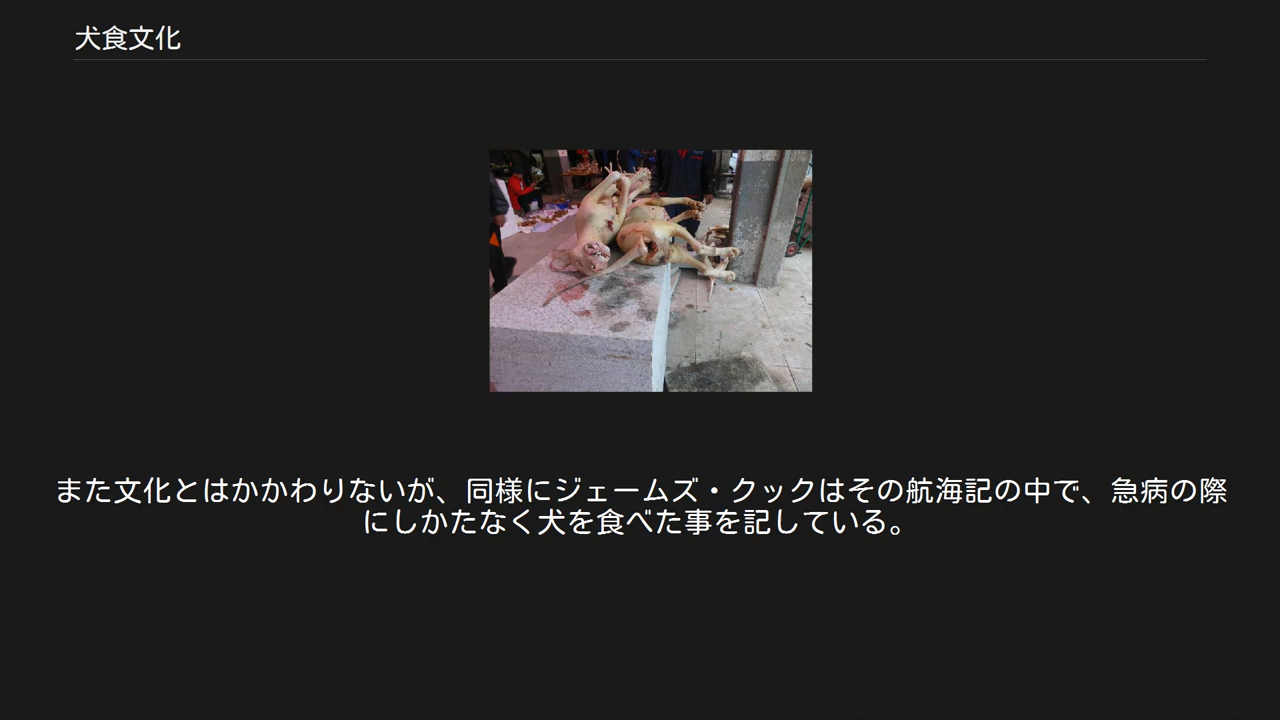 犬食文化
また文化とはかかわりないが、同様にジェームズ・クックはその航海記の中で、急病の際
にしかたなく犬を食べた事を記している。